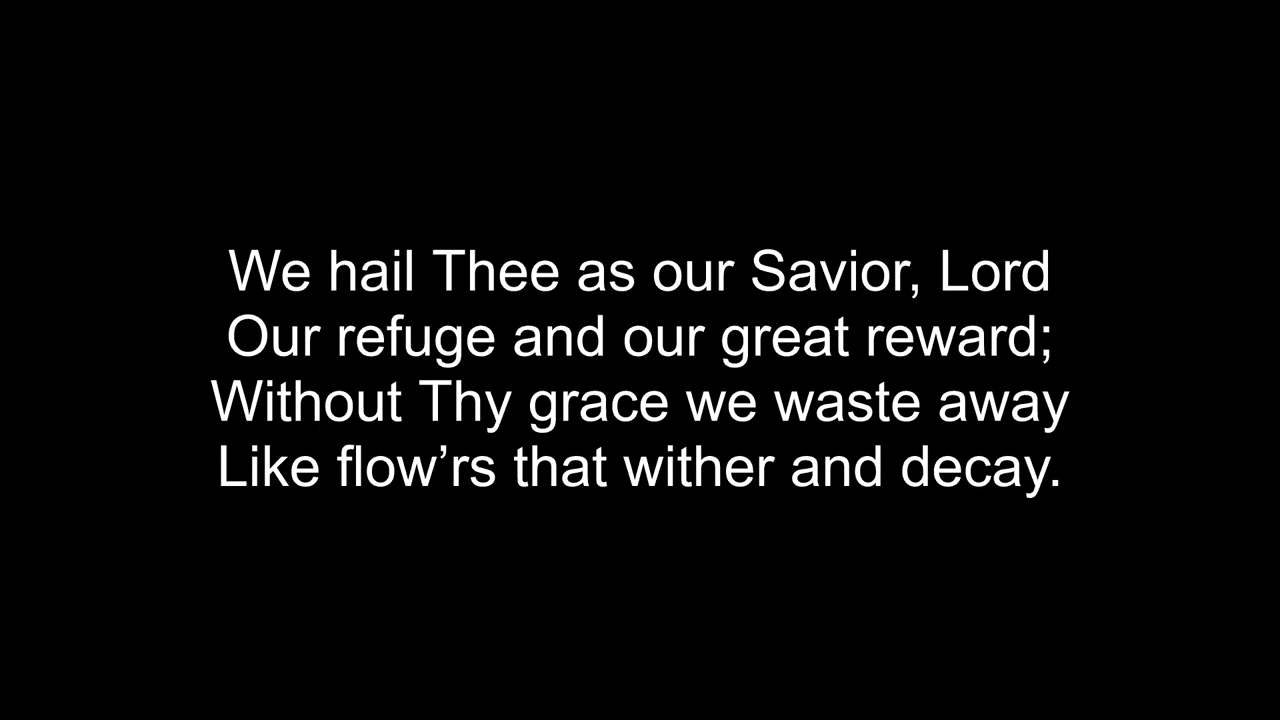 We hail Thee as our Savior, Lord
Our refuge and our great reward;
Without Thy grace we waste away
Like flow’rs that wither and decay.